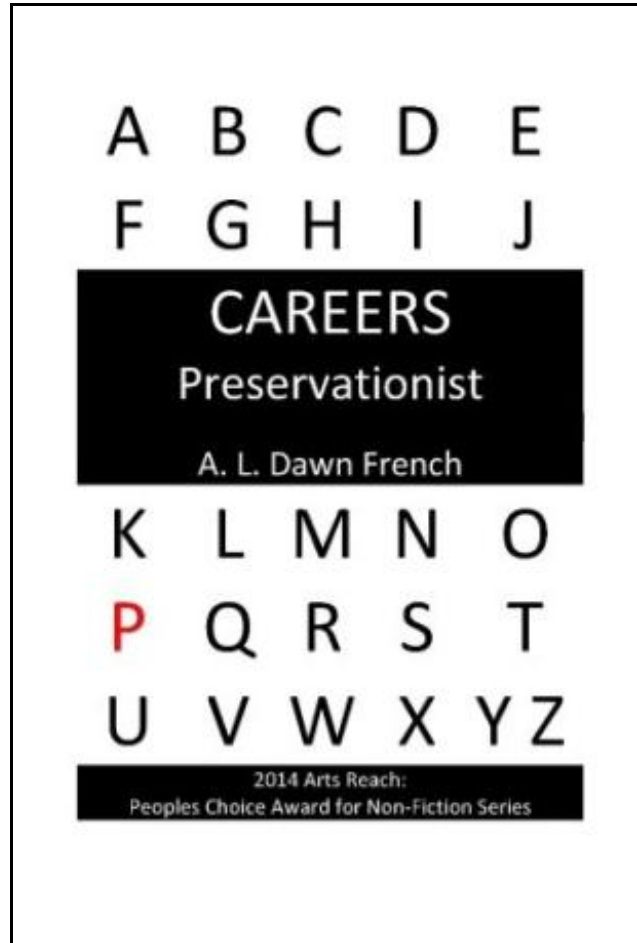 A B C D E
F G H I J
CAREERS
Preservationist
A. L. Dawn French
K L M N O
P Q R S T
U V W X Y Z
2014 Arts Reach:
Peoples Choice Award for Non-Fiction Series